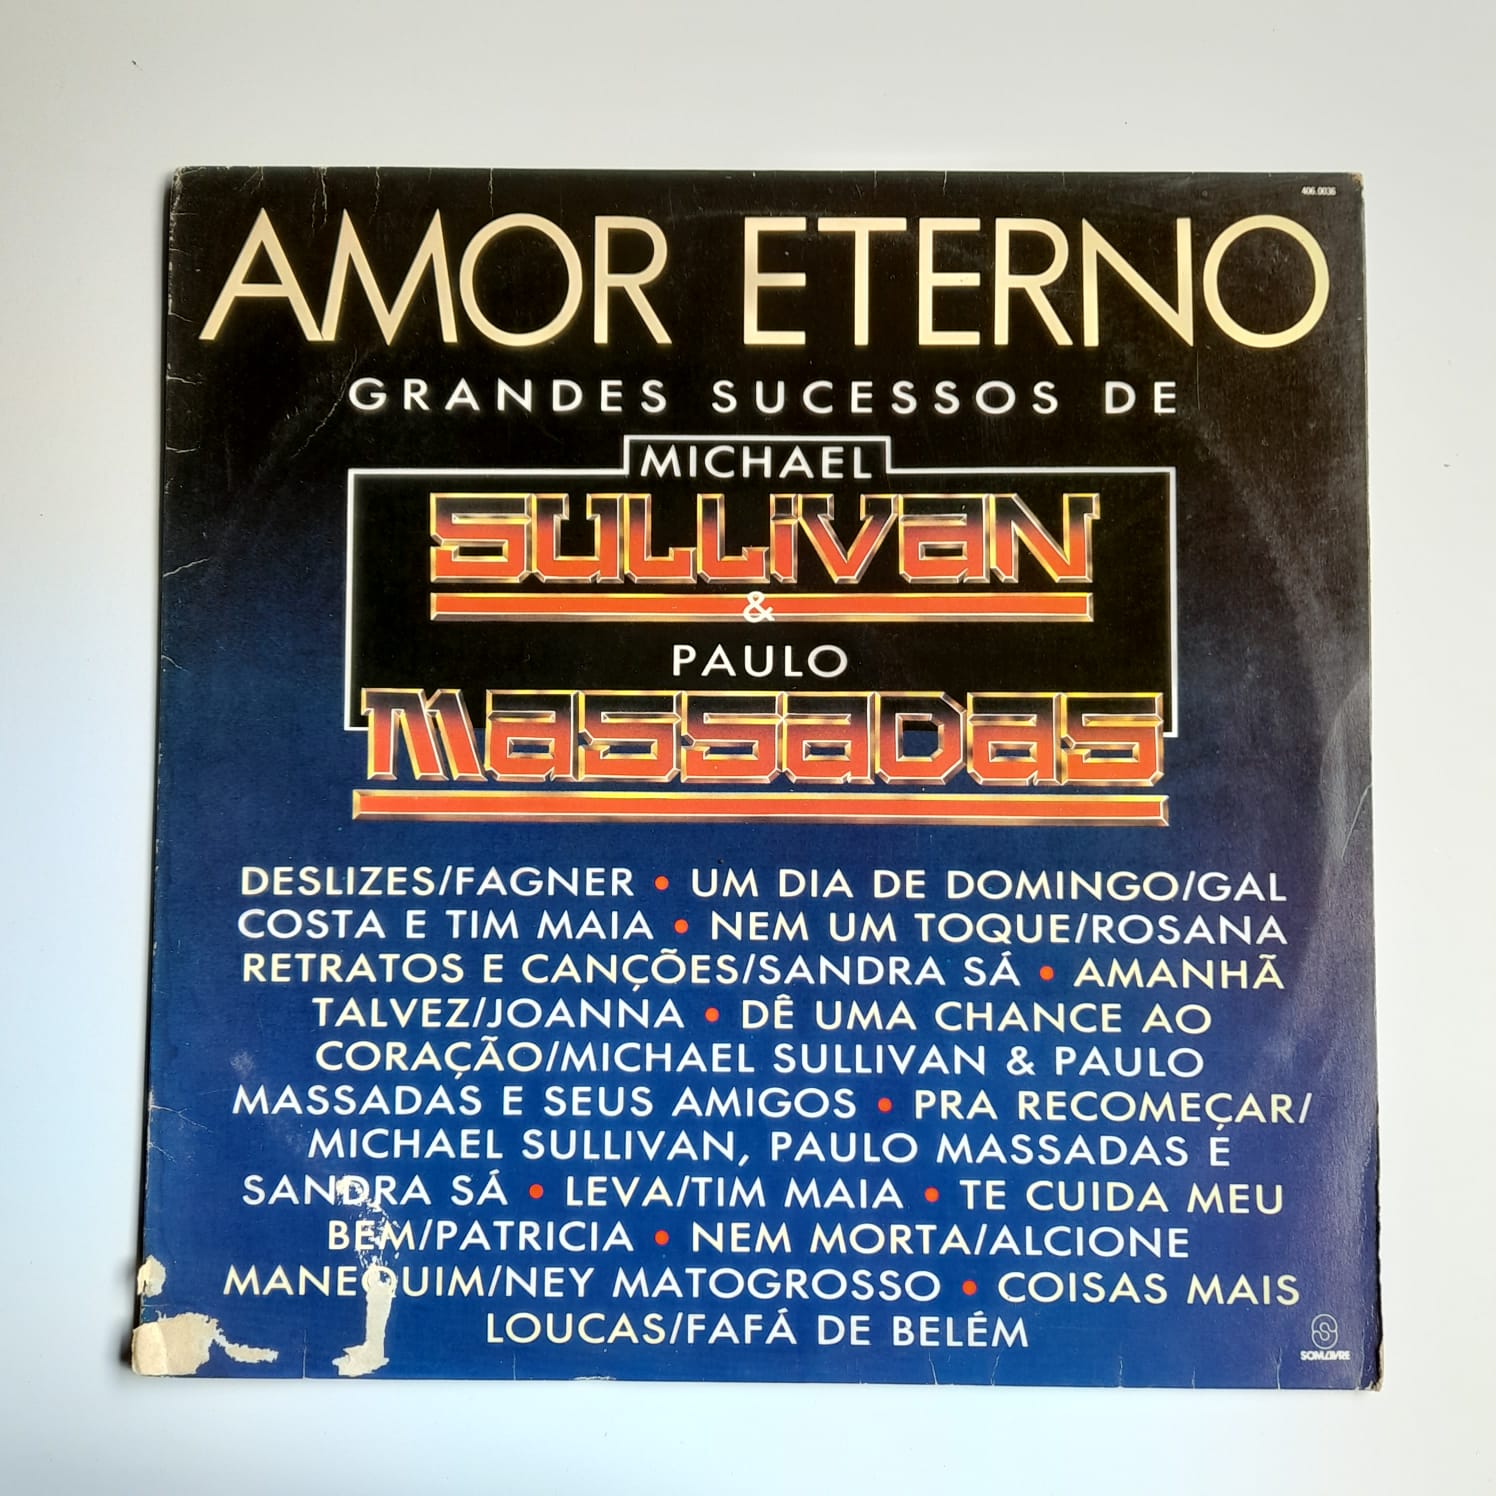 406.0036
AMOR ETERNO
GRANDES SUCESSOS DE
MICHAEL
SULLIVAN
&
PAULO
MASSADAS
DESLIZES/FAGNER • UM DIA DE DOMINGO/GAL
COSTA E TIM MAIA • NEM UM TOQUE/ROSANA
RETRATOS E CANÇÕES/SANDRA SÁ • AMANHÃ
TALVEZ/JOANNA • DÊ UMA CHANCE AO
CORAÇÃO/MICHAEL SULLIVAN & PAULO
MASSADAS E SEUS AMIGOS • PRA RECOMEÇAR/
MICHAEL SULLIVAN, PAULO MASSADAS E
SANDRA SÁ • LEVA/TIM MAIA • TE CUIDA MEU
BEM/PATRICIA • NEM MORTA/ALCIONE
MANEQUIM/NEY MATOGROSSO • COISAS MAIS
LOUCAS/FAFÁ DE BELÉM
SOM LIVRE